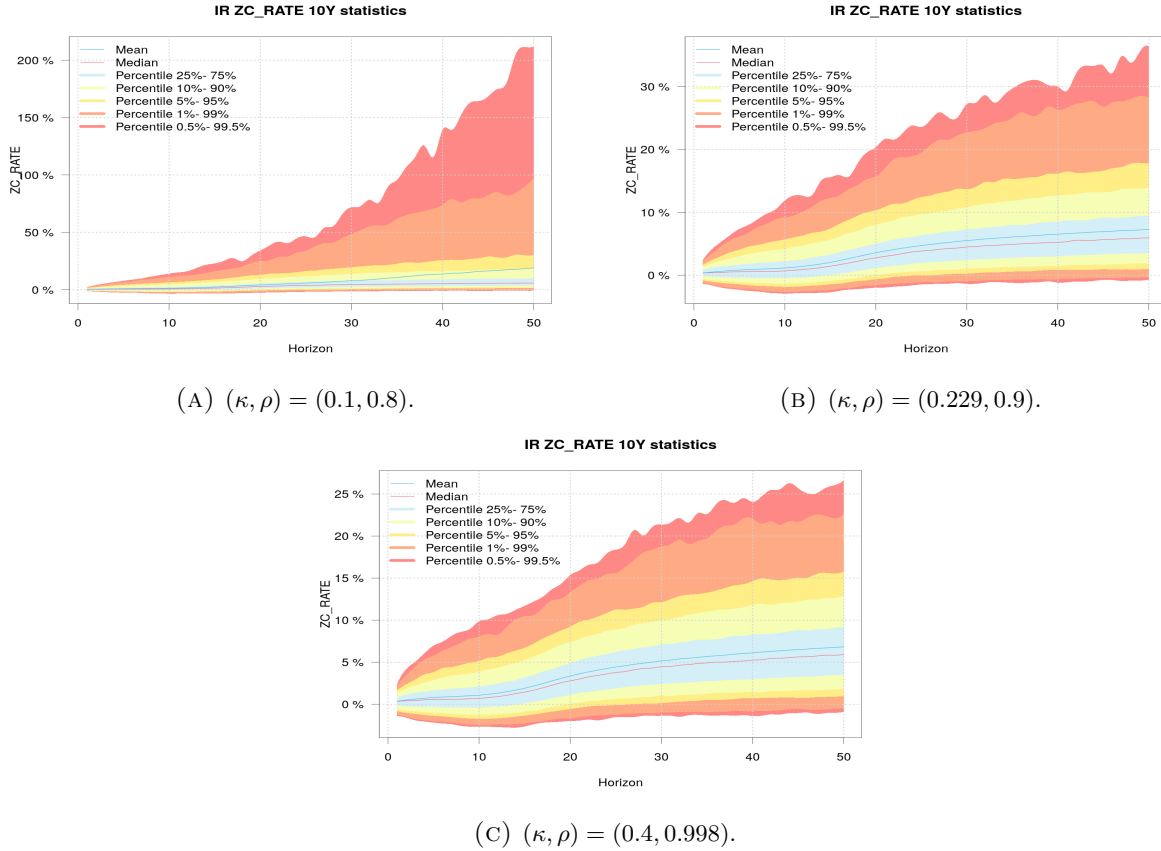 IR ZC_RATE 10Y statistics
ZC_RATE
200 %
150 %
100 %
50 %
0 %
Mean
Median
Percentile 25%- 75%
Percentile 10%- 90%
Percentile 5%- 95%
Percentile 1%- 99%
Percentile 0.5%- 99.5%
0 10 20 30 40 50
Horizon
(A) (κ, ρ) = (0.1, 0.8).
IR ZC_RATE 10Y statistics
ZC_RATE
30 %
20 %
10 %
0 %
Mean
Median
Percentile 25%- 75%
Percentile 10%- 90%
Percentile 5%- 95%
Percentile 1%- 99%
Percentile 0.5%- 99.5%
0 10 20 30 40 50
Horizon
(B) (κ, ρ) = (0.229, 0.9).
IR ZC_RATE 10Y statistics
ZC_RATE
25 %
20 %
15 %
10 %
5 %
0 %
Mean
Median
Percentile 25%- 75%
Percentile 10%- 90%
Percentile 5%- 95%
Percentile 1%- 99%
Percentile 0.5%- 99.5%
0 10 20 30 40 50
Horizon
(C) (κ, ρ) = (0.4, 0.998).